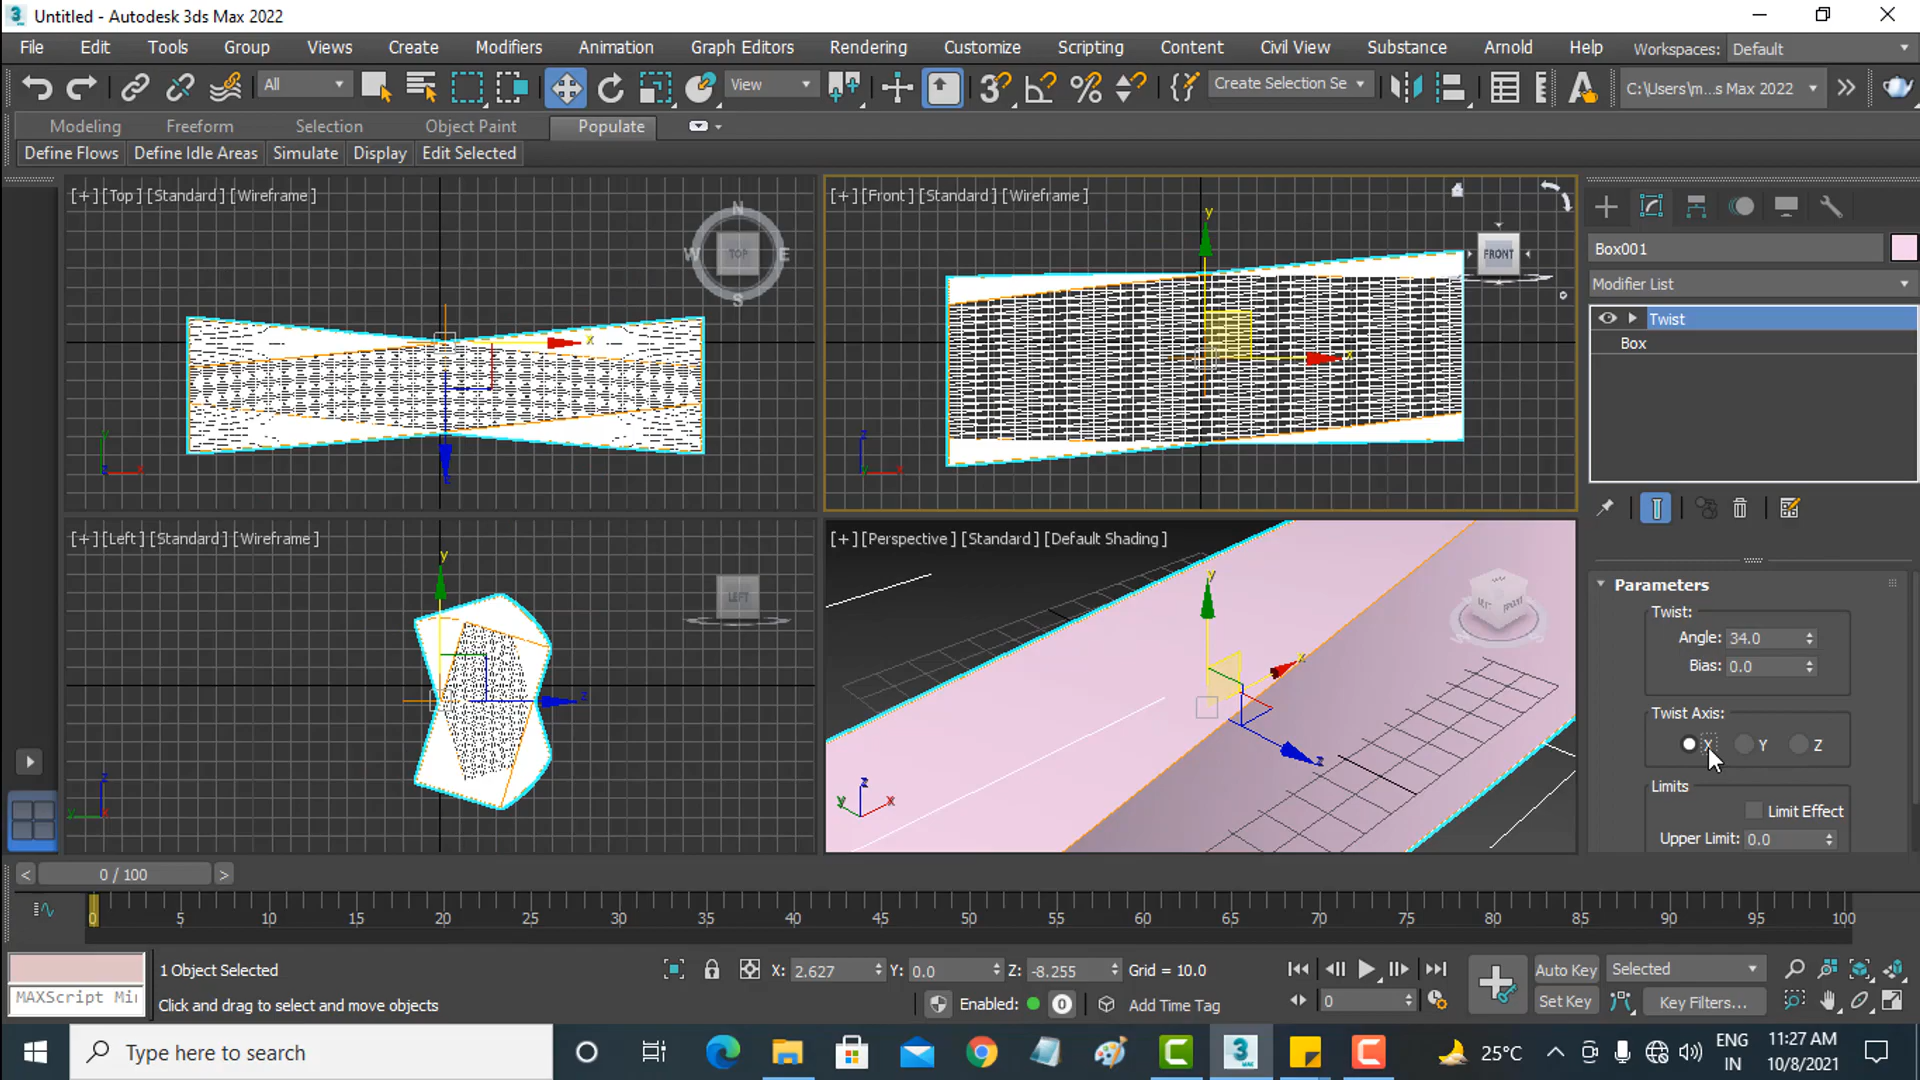 Untitled - Autodesk 3ds Max 2022
File Edit Tools Group Views Create Modifiers Animation Graph Editors Rendering Customize Scripting Content Civil View Substance Arnold Help Workspaces: Default
All View Create Selection Se C:\Users\m...s Max 2022
Modeling Freeform Selection Object Paint Populate
Define Flows Define Idle Areas Simulate Display Edit Selected
[+] [Top] [Standard] [Wireframe]
N
W TOP E
S
x
z
[+] [Front] [Standard] [Wireframe]
y
FRONT
x
[+] [Left] [Standard] [Wireframe]
y
LEFT
z
z
y
[+] [Perspective] [Standard] [Default Shading]
y
x
z
z
y x
Box001
Modifier List
Twist
Box
Parameters
Twist:
Angle: 34.0
Bias: 0.0
Twist Axis:
X Y Z
Limits
Limit Effect
Upper Limit: 0.0
< 0 / 100 >
0 5 10 15 20 25 30 35 40 45 50 55 60 65 70 75 80 85 90 95 100
MAXScript Mi
1 Object Selected
Click and drag to select and move objects
X: 2.627 Y: 0.0 Z: -8.255 Grid = 10.0
Enabled: 0 Add Time Tag
0
Auto Key Selected
Set Key Key Filters...
Type here to search
25°C ENG IN 11:27 AM 10/8/2021